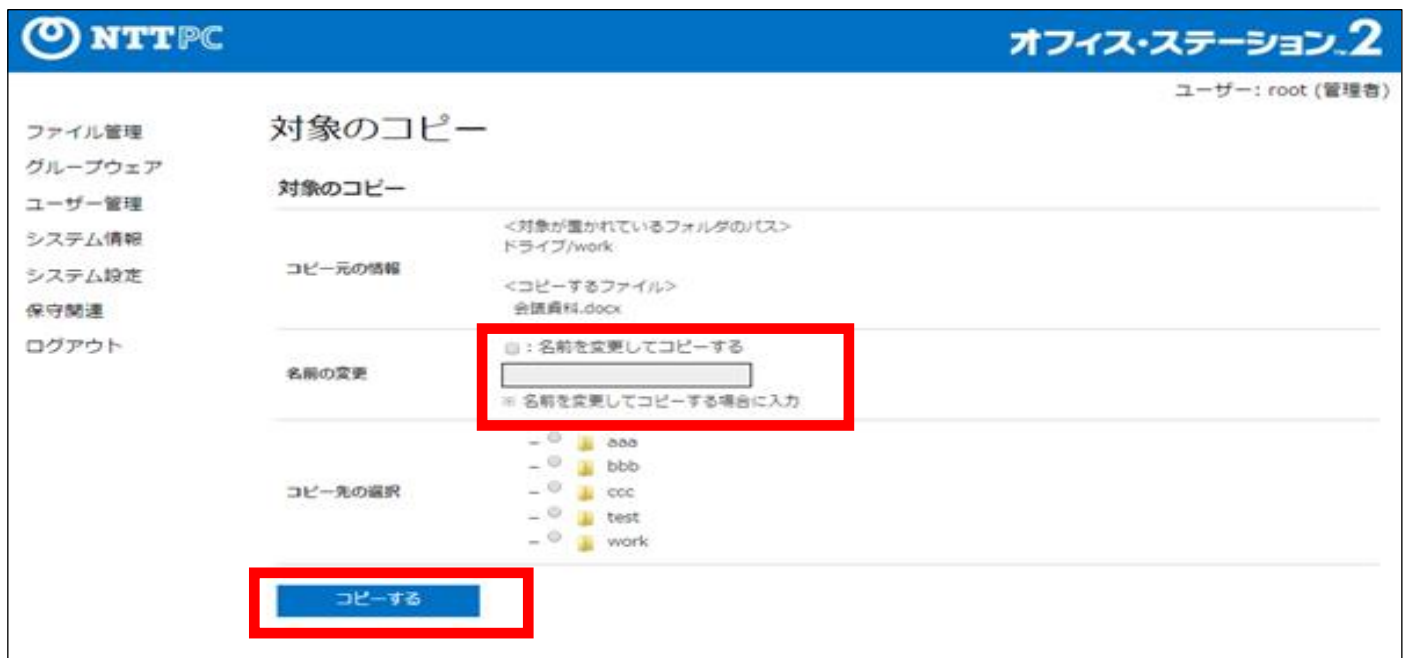 NTTPC
オフィス・ステーション™2
ユーザー: root (管理者)
ファイル管理
グループウェア
ユーザー管理
システム情報
システム設定
保守関連
ログアウト
対象のコピー
対象のコピー
コピー元の情報
<対象が置かれているフォルダのパス>
ドライブ/work
<コピーするファイル>
会議資料.docx
名前の変更
：名前を変更してコピーする
※ 名前を変更してコピーする場合に入力
コピー先の選択
aaa
bbb
ccc
test
work
コピーする